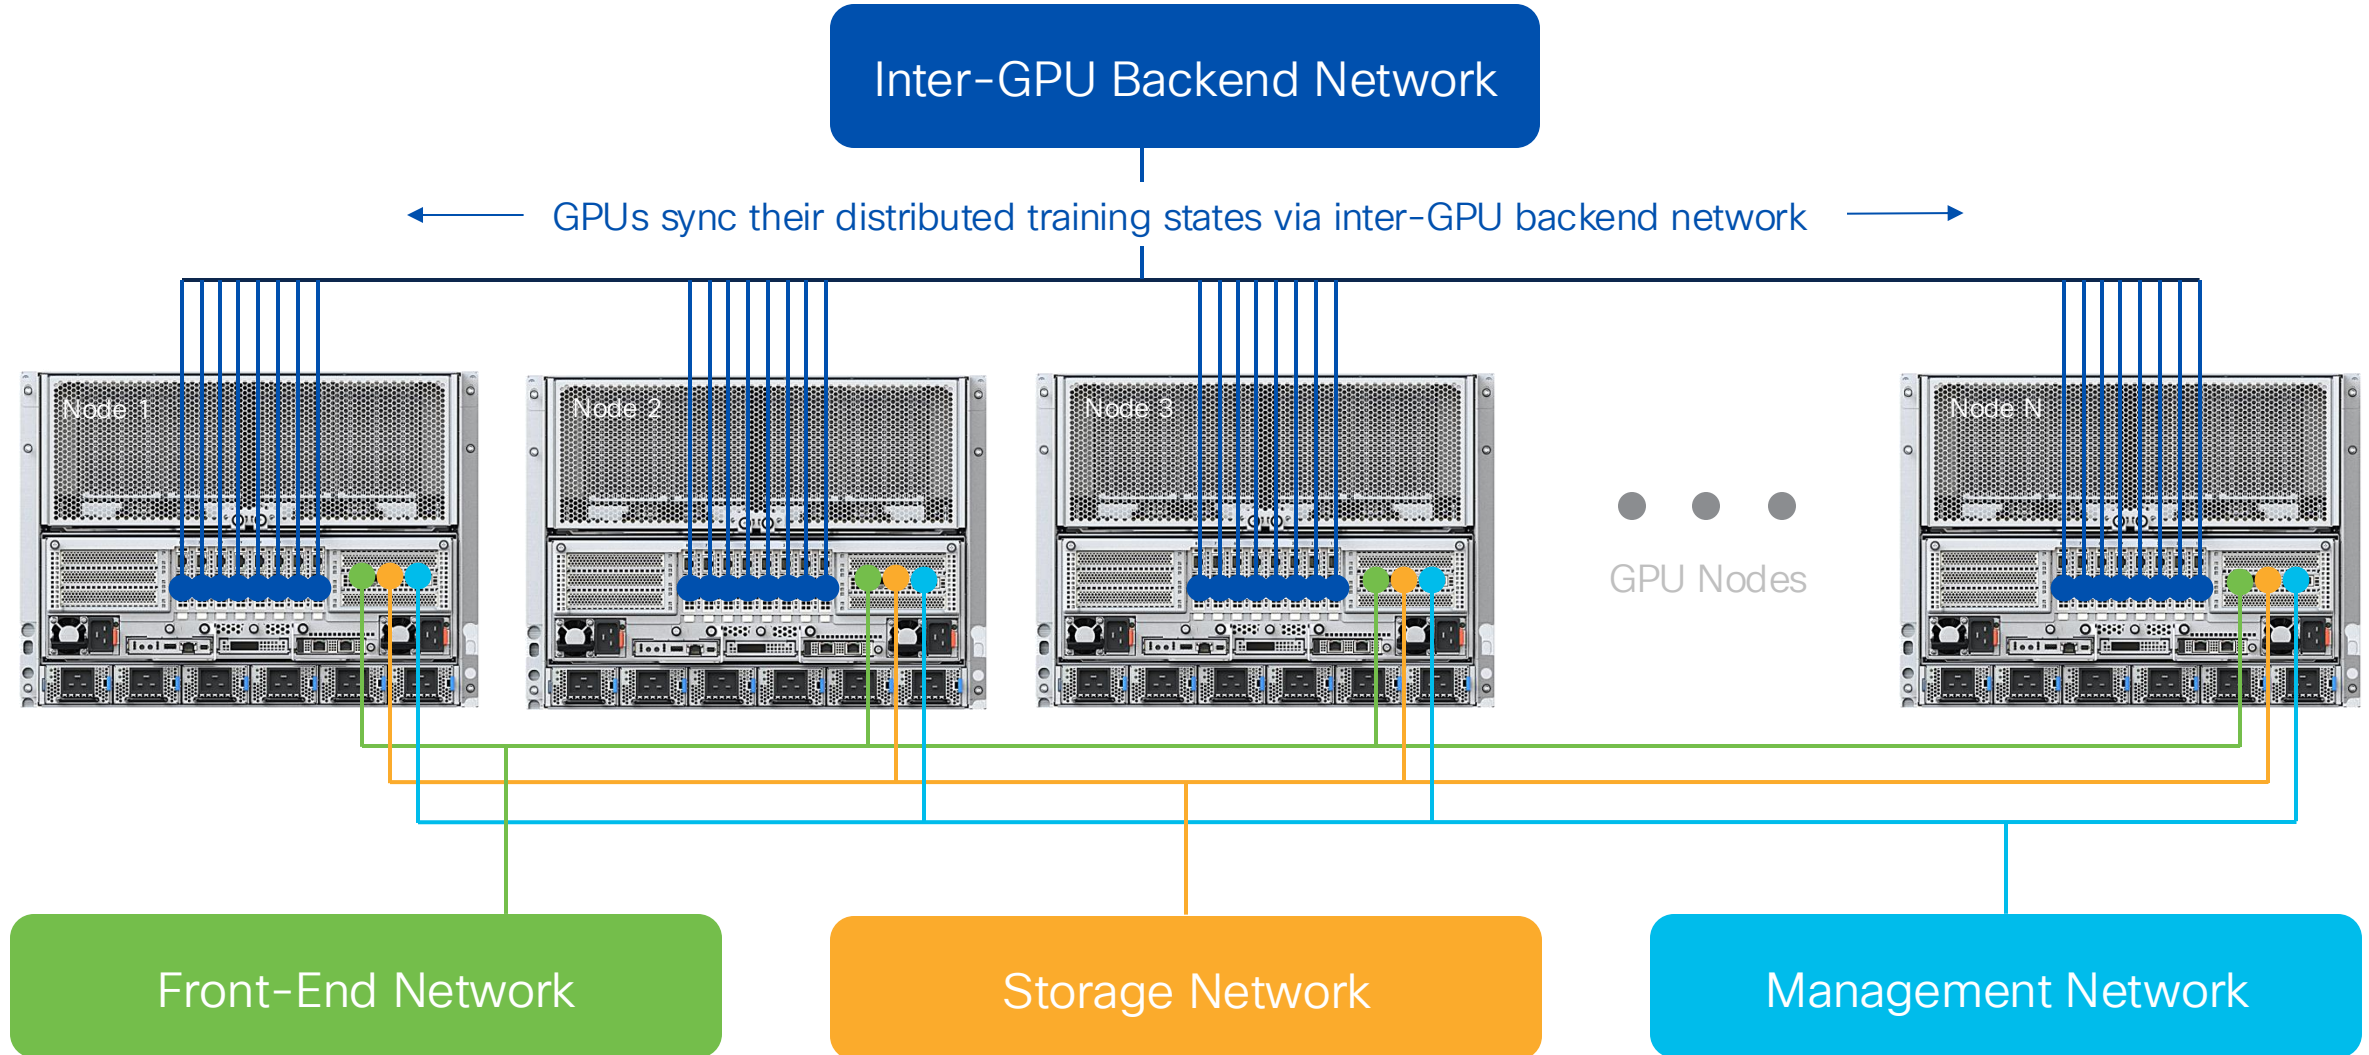 Inter-GPU Backend Network
GPUs sync their distributed training states via inter-GPU backend network
Node 1
Node 2
Node 3
Node N
GPU Nodes
Front-End Network
Storage Network
Management Network